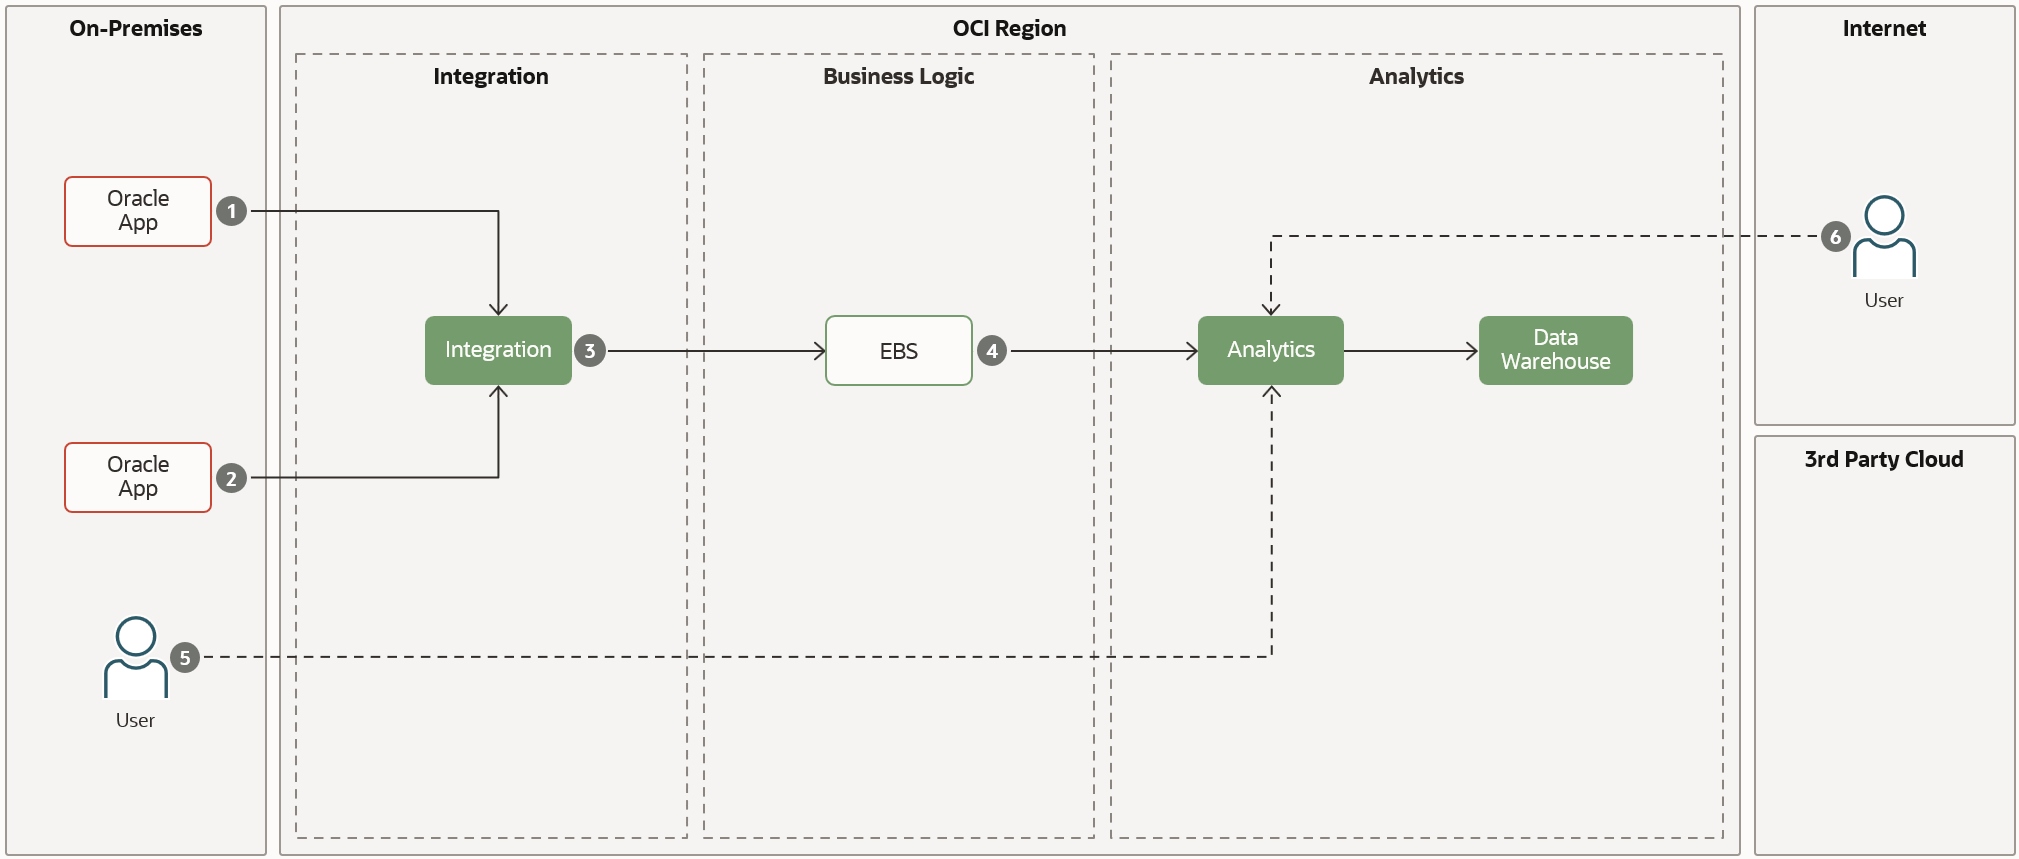 On-Premises
Oracle
App
1
Oracle
App
2
5
User
OCI Region
Integration
Integration
3
Business Logic
EBS
4
Analytics
Analytics
Data
Warehouse
Internet
6
User
3rd Party Cloud